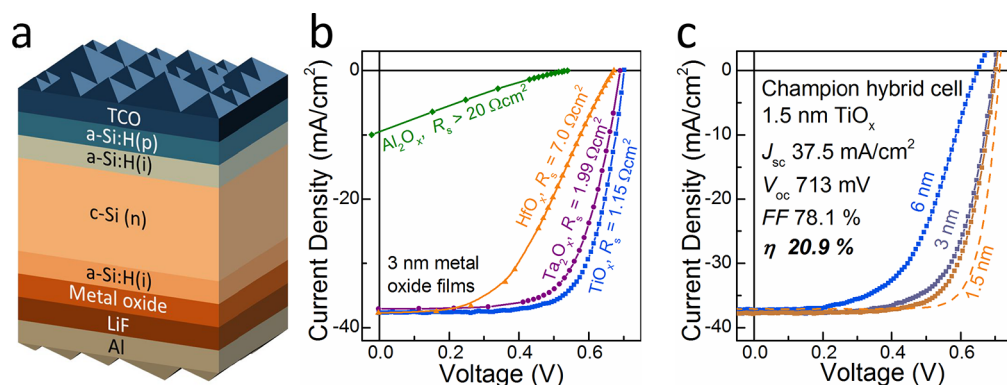 a
TCO
a-Si:H(p)
a-Si:H(i)
c-Si (n)
a-Si:H(i)
Metal oxide
LiF
Al
b
Current Density (mA/cm²)
0
-20
-40
Al₂Oₓ, Rₛ > 20 Ωcm²
HfOₓ, Rₛ = 7.0 Ωcm²
Ta₂Oₓ, Rₛ = 1.99 Ωcm²
TiOₓ, Rₛ = 1.15 Ωcm²
3 nm metal
oxide films
0.0 0.2 0.4 0.6
Voltage (V)
c
Current Density (mA/cm²)
0
-10
-20
-30
-40
Champion hybrid cell
1.5 nm TiOₓ
Jsc 37.5 mA/cm²
Voc 713 mV
FF 78.1 %
η 20.9 %
6 nm
3 nm
1.5 nm
0.0 0.2 0.4 0.6
Voltage (V)